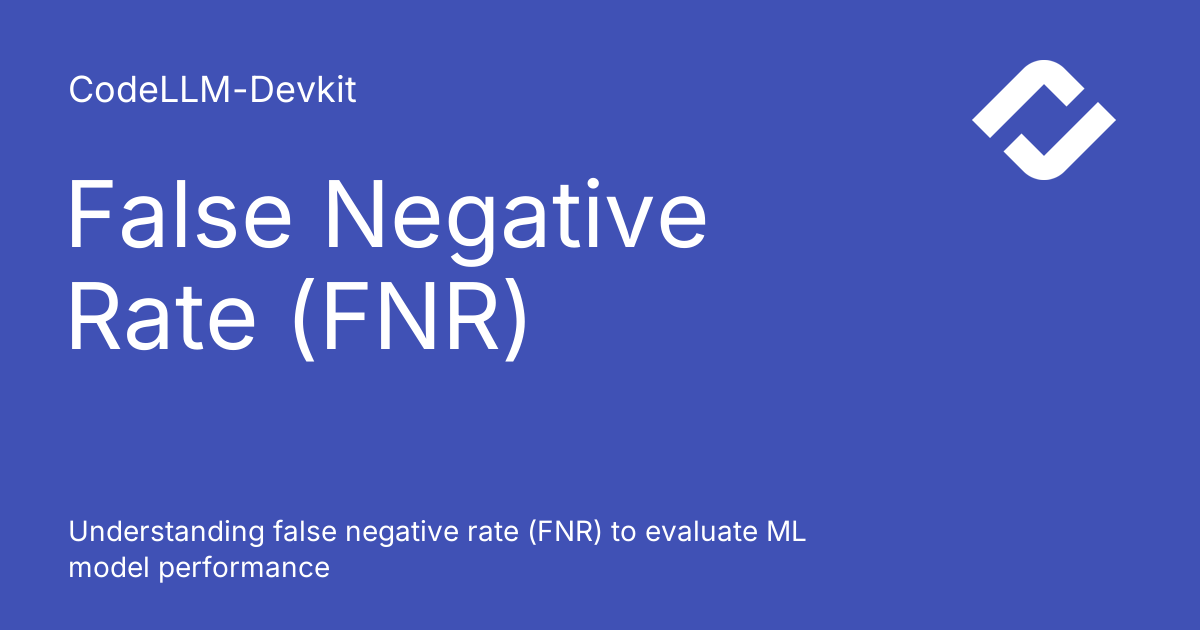 CodeLLM-Devkit
False Negative
Rate (FNR)
Understanding false negative rate (FNR) to evaluate ML
model performance